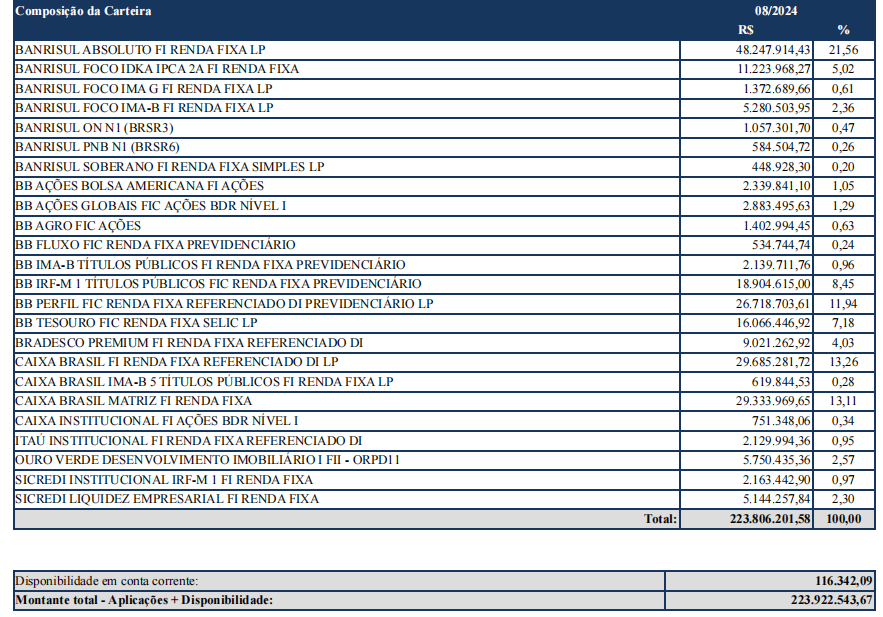 Composição da Carteira 08/2024
R$ %
BANRISUL ABSOLUTO FI RENDA FIXA LP 48.247.914,43 21,56
BANRISUL FOCO IDKA IPCA 2A FI RENDA FIXA 11.223.968,27 5,02
BANRISUL FOCO IMA G FI RENDA FIXA LP 1.372.689,66 0,61
BANRISUL FOCO IMA-B FI RENDA FIXA LP 5.280.503,95 2,36
BANRISUL ON N1 (BRSR3) 1.057.301,70 0,47
BANRISUL PNB N1 (BRSR6) 584.504,72 0,26
BANRISUL SOBERANO FI RENDA FIXA SIMPLES LP 448.928,30 0,20
BB AÇÕES BOLSA AMERICANA FI AÇÕES 2.339.841,10 1,05
BB AÇÕES GLOBAIS FIC AÇÕES BDR NÍVEL I 2.883.495,63 1,29
BB AGRO FIC AÇÕES 1.402.994,45 0,63
BB FLUXO FIC RENDA FIXA PREVIDENCIÁRIO 534.744,74 0,24
BB IMA-B TÍTULOS PÚBLICOS FI RENDA FIXA PREVIDENCIÁRIO 2.139.711,76 0,96
BB IRF-M 1 TÍTULOS PÚBLICOS FIC RENDA FIXA PREVIDENCIÁRIO 18.904.615,00 8,45
BB PERFIL FIC RENDA FIXA REFERENCIADO DI PREVIDENCIÁRIO LP 26.718.703,61 11,94
BB TESOURO FIC RENDA FIXA SELIC LP 16.066.446,92 7,18
BRADESCO PREMIUM FI RENDA FIXA REFERENCIADO DI 9.021.262,92 4,03
CAIXA BRASIL FI RENDA FIXA REFERENCIADO DI LP 29.685.281,72 13,26
CAIXA BRASIL IMA-B 5 TÍTULOS PÚBLICOS FI RENDA FIXA LP 619.844,53 0,28
CAIXA BRASIL MATRIZ FI RENDA FIXA 29.333.969,65 13,11
CAIXA INSTITUCIONAL FI AÇÕES BDR NÍVEL I 751.348,06 0,34
ITAÚ INSTITUCIONAL FI RENDA FIXA REFERENCIADO DI 2.129.994,36 0,95
OURO VERDE DESENVOLVIMENTO IMOBILIÁRIO I FII - ORPD11 5.750.435,36 2,57
SICREDI INSTITUCIONAL IRF-M 1 FI RENDA FIXA 2.163.442,90 0,97
SICREDI LIQUIDEZ EMPRESARIAL FI RENDA FIXA 5.144.257,84 2,30
Total: 223.806.201,58 100,00
Disponibilidade em conta corrente: 116.342,09
Montante total - Aplicações + Disponibilidade: 223.922.543,67